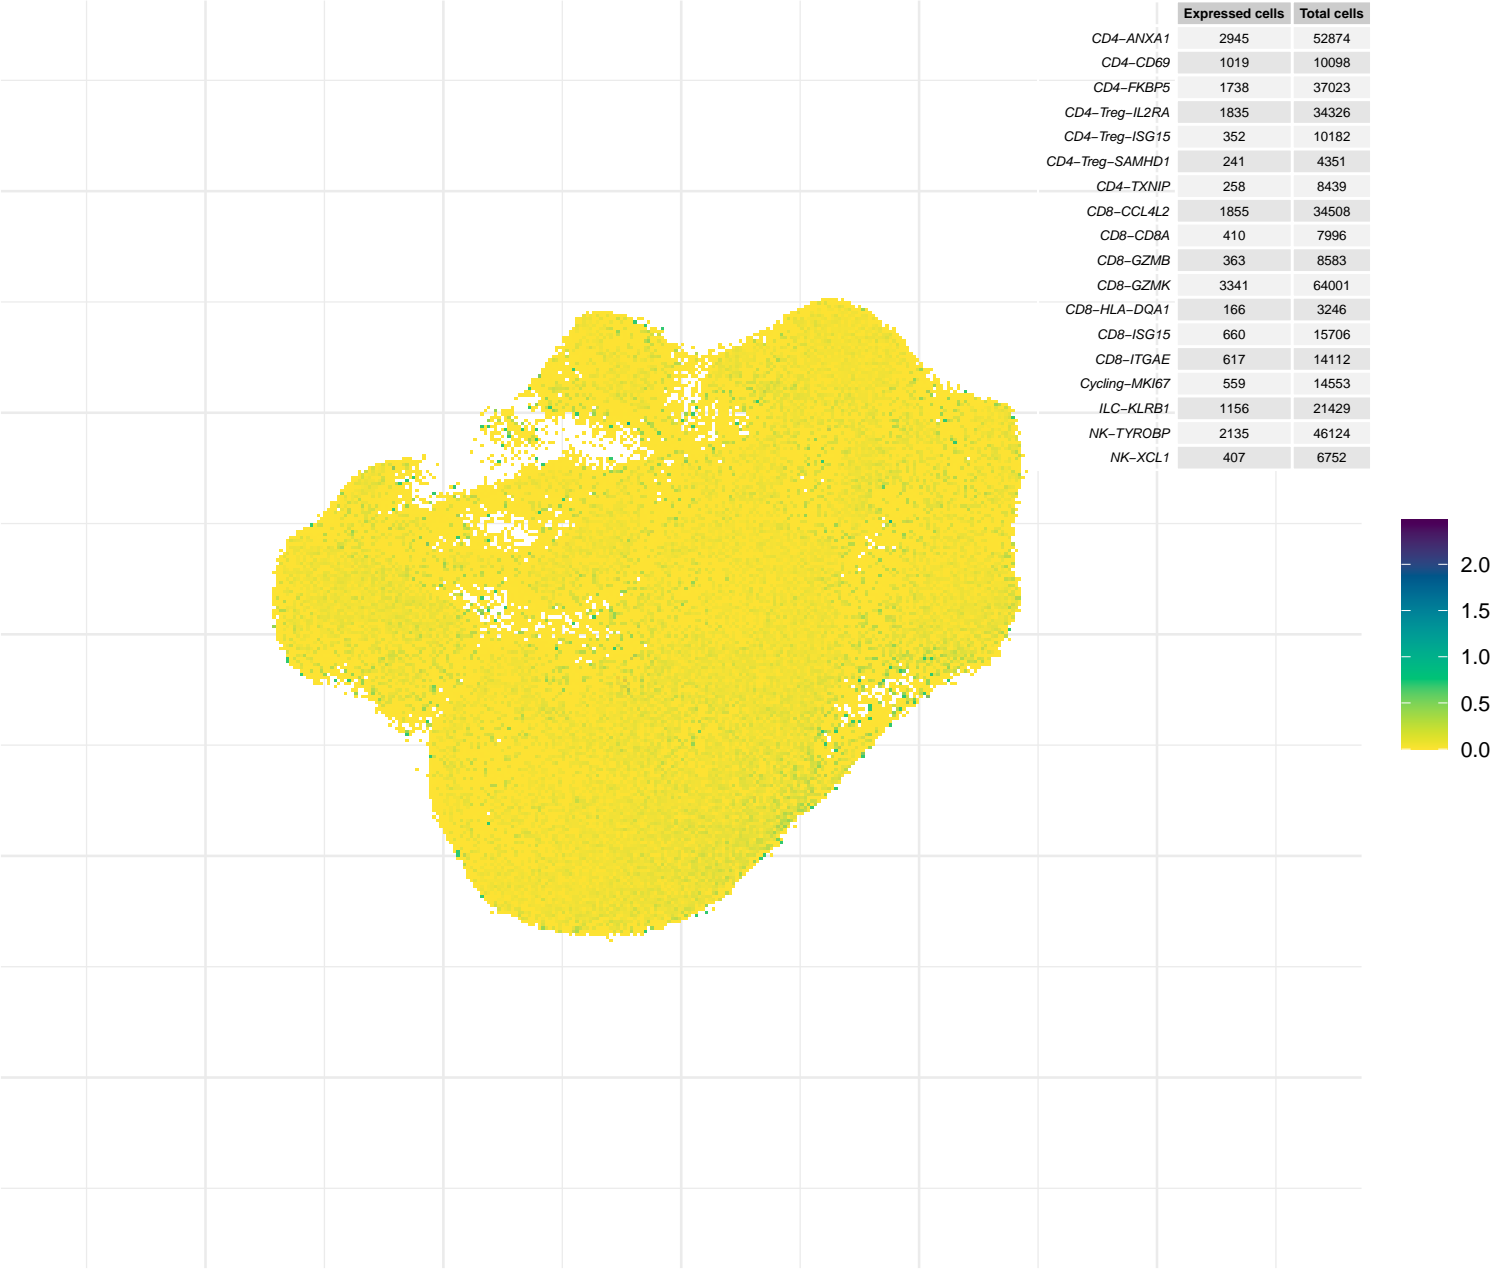 Expressed cells Total cells
CD4−ANXA1 2945 52874
CD4−CD69 1019 10098
CD4−FKBP5 1738 37023
CD4−Treg−IL2RA 1835 34326
CD4−Treg−ISG15 352 10182
CD4−Treg−SAMHD1 241 4351
CD4−TXNIP 258 8439
CD8−CCL4L2 1855 34508
CD8−CD8A 410 7996
CD8−GZMB 363 8583
CD8−GZMK 3341 64001
CD8−HLA−DQA1 166 3246
CD8−ISG15 660 15706
CD8−ITGAE 617 14112
Cycling−MKI67 559 14553
ILC−KLRB1 1156 21429
NK−TYROBP 2135 46124
NK−XCL1 407 6752
2.0
1.5
1.0
0.5
0.0